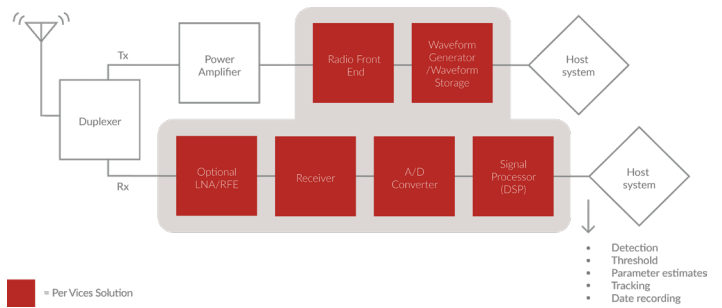 Tx
Power
Amplifier
Radio Front
End
Waveform
Generator
/Waveform
Storage
Host
system
Duplexer
Rx
Optional
LNA/RFE
Receiver
A/D
Converter
Signal
Processor
(DSP)
Host
system
• Detection
• Threshold
• Parameter estimates
• Tracking
• Date recording
= Per Vices Solution